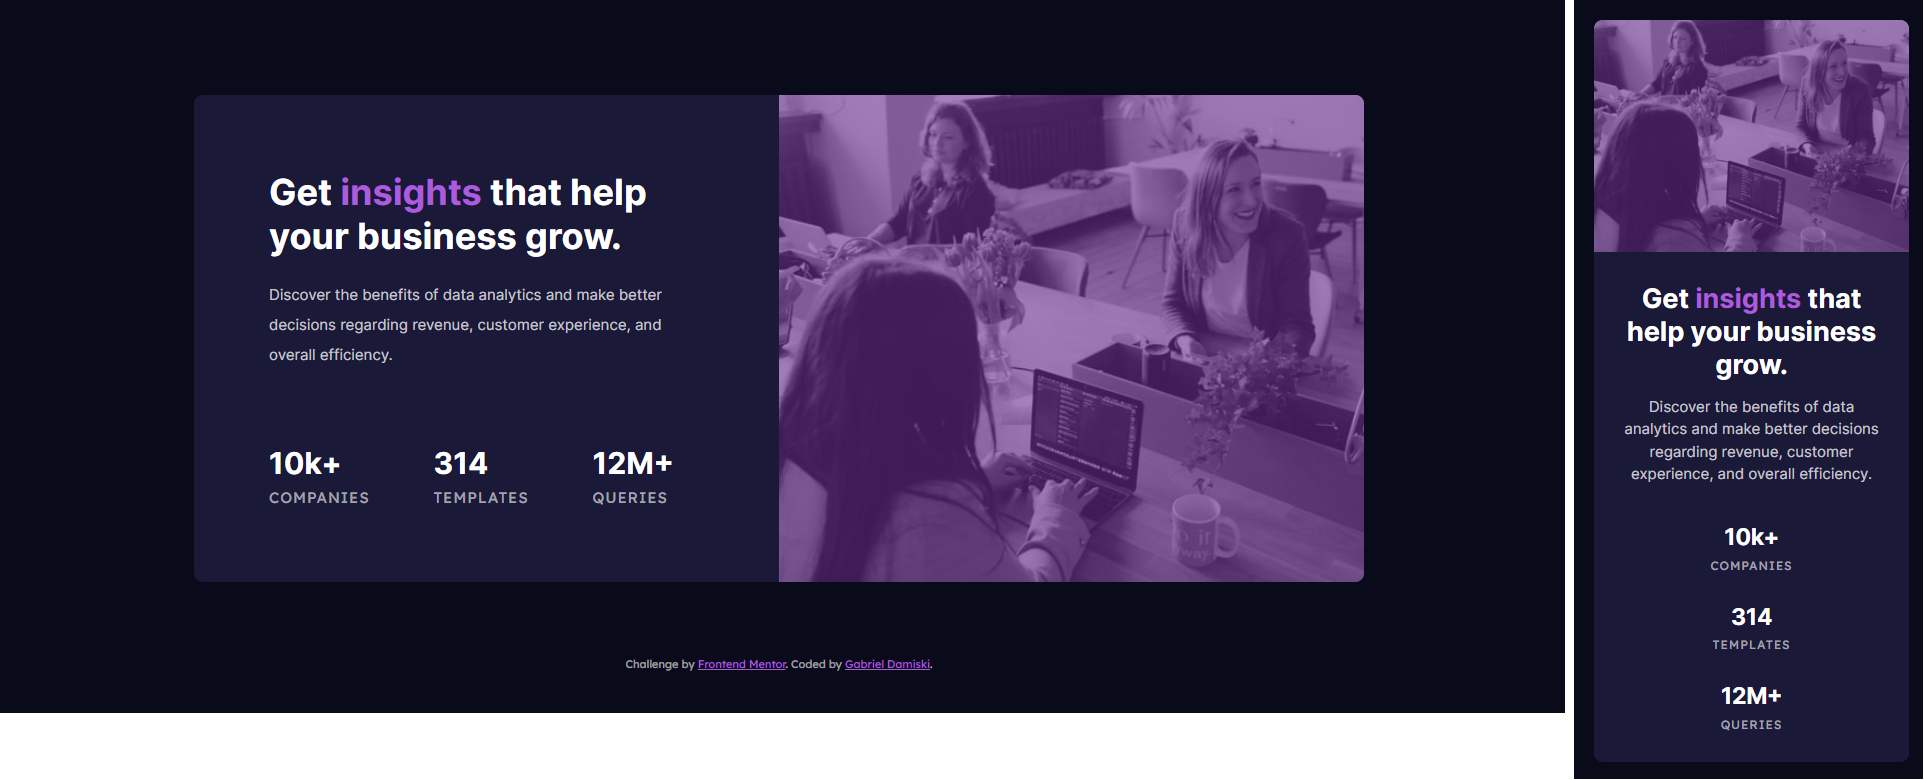 Get insights that help
your business grow.
Discover the benefits of data analytics and make better
decisions regarding revenue, customer experience, and
overall efficiency.
10k+
COMPANIES
314
TEMPLATES
12M+
QUERIES
Challenge by Frontend Mentor. Coded by Gabriel Damiski.
Get insights that
help your business
grow.
Discover the benefits of data
analytics and make better decisions
regarding revenue, customer
experience, and overall efficiency.
10k+
COMPANIES
314
TEMPLATES
12M+
QUERIES